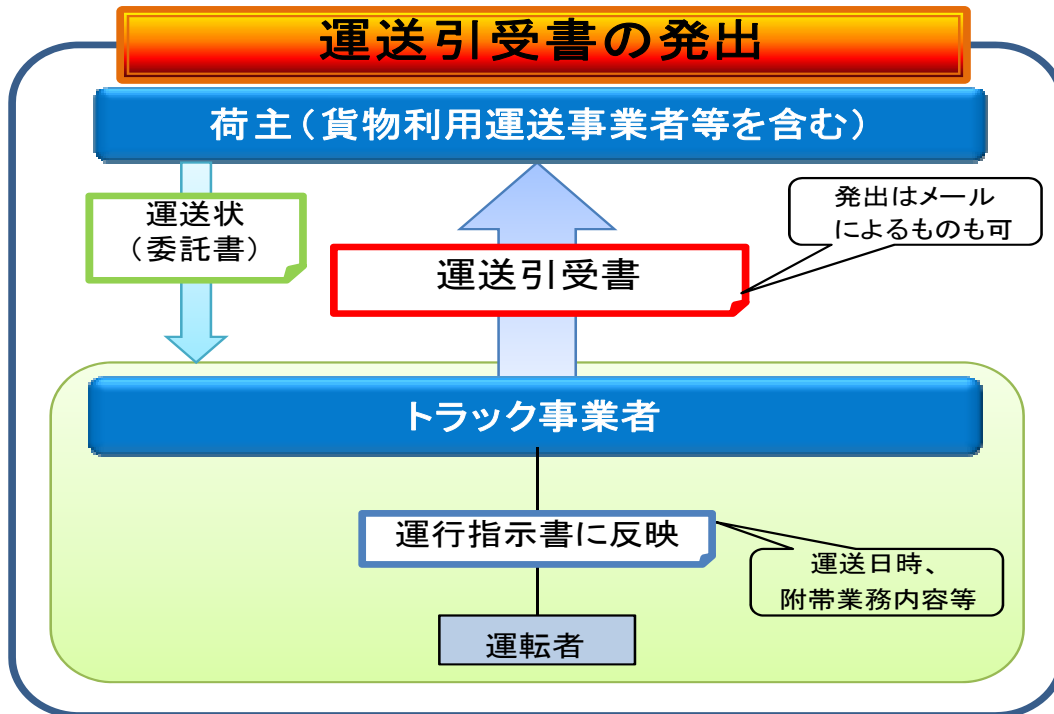 運送引受書の発出
荷主（貨物利用運送事業者等を含む）
運送状
（委託書）
運送引受書
発出はメール
によるものも可
トラック事業者
運行指示書に反映
運送日時、
附帯業務内容等
運転者